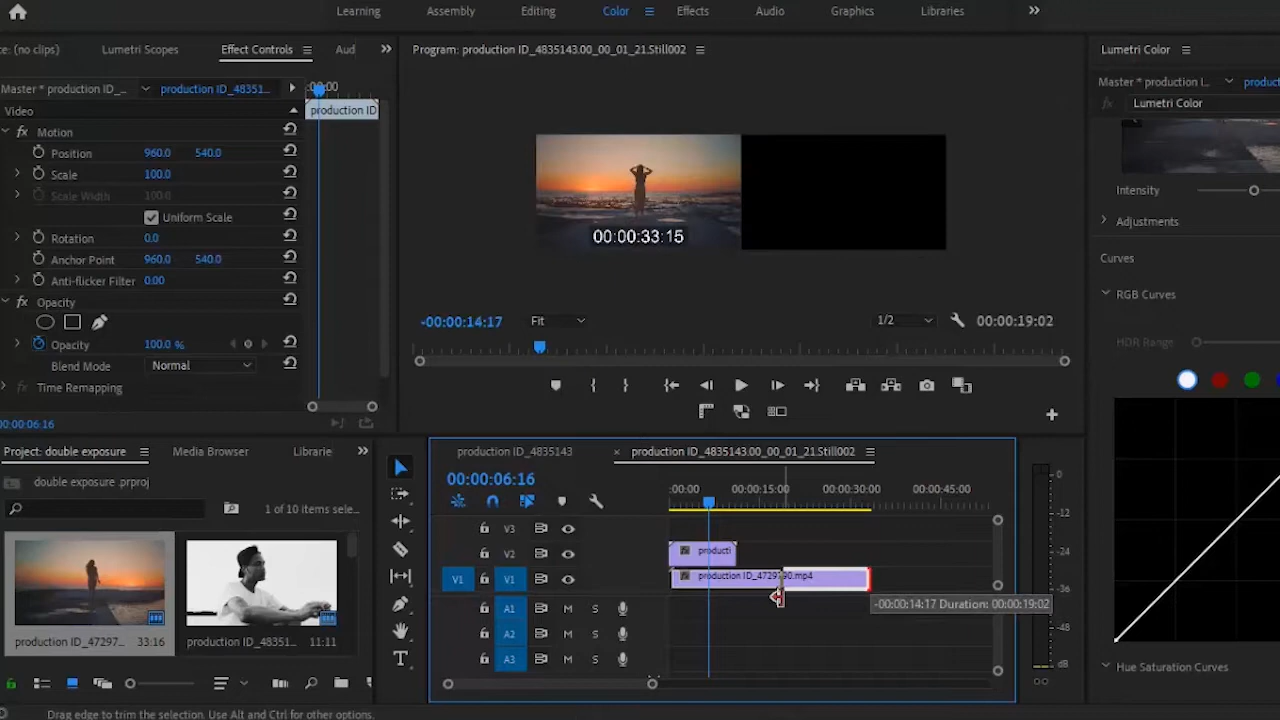 Learning Assembly Editing Color Effects Audio Graphics Libraries
ce: (no clips) Lumetri Scopes Effect Controls Aud
Program: production ID_4835143.00_00_01_21.Still002
Lumetri Color
Master * production ID_... production ID_48351...
:00:00
Master * production I... product
Video
production ID
fx Lumetri Color
fx Motion
Position 960.0 540.0
Scale 100.0
Scale Width 100.0
Uniform Scale
Rotation 0.0
Anchor Point 960.0 540.0
Anti-flicker Filter 0.00
fx Opacity
Opacity 100.0 %
Blend Mode Normal
fx Time Remapping
00:00:06:16
00:00:33:15
-00:00:14:17 Fit 1/2 00:00:19:02
Intensity
Adjustments
Curves
RGB Curves
HDR Range
Hue Saturation Curves
Project: double exposure Media Browser Librarie
double exposure .prproj
1 of 10 items sele...
production ID_47297... 33:16
production ID_48351... 11:11
production ID_4835143 × production ID_4835143.00_00_01_21.Still002
00:00:06:16
:00:00 00:00:15:00 00:00:30:00 00:00:45:00
V3
V2 producti
V1 V1
A1 M S
A2 M S
A3 M S
-00:00:14:17 Duration: 00:00:19:02
0
-12
-24
-36
-48
dB
Drag edge to trim the selection. Use Alt and Ctrl for other options.